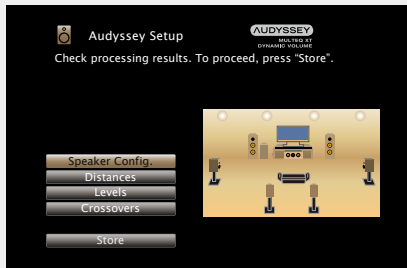 Audyssey Setup
AUDYSSEY
MULTEQ XT
DYNAMIC VOLUME
Check processing results. To proceed, press “Store”.
Speaker Config.
Distances
Levels
Crossovers
Store